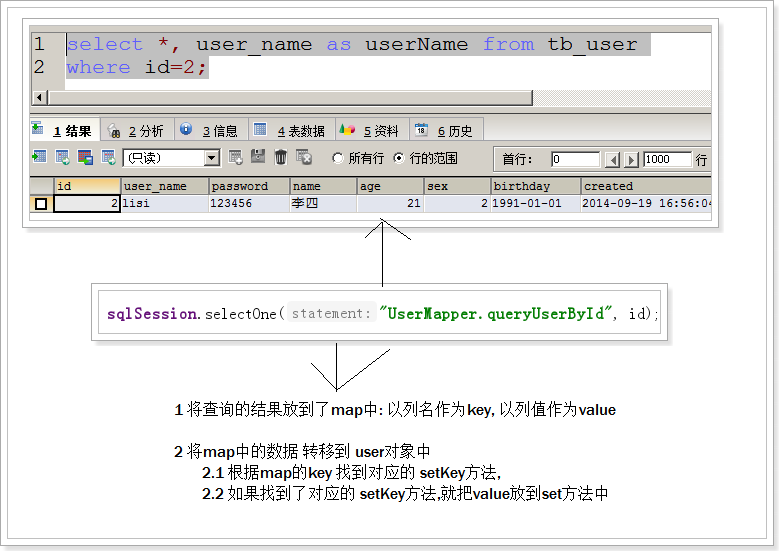 1 select *, user_name as userName from tb_user
2 where id=2;
1 结果 2 分析 3 信息 4 表数据 5 资料 6 历史
(只读) 所有行 行的范围 首行: 0 1000 行
id user_name password name age sex birthday created
2 lisi 123456 李四 21 2 1991-01-01 2014-09-19 16:56:04
sqlSession.selectOne( statement: "UserMapper.queryUserById", id);
1 将查询的结果放到了map中: 以列名作为key, 以列值作为value
2 将map中的数据 转移到 user对象中
2.1 根据map的key 找到对应的 setKey方法,
2.2 如果找到了对应的 setKey方法,就把value放到set方法中